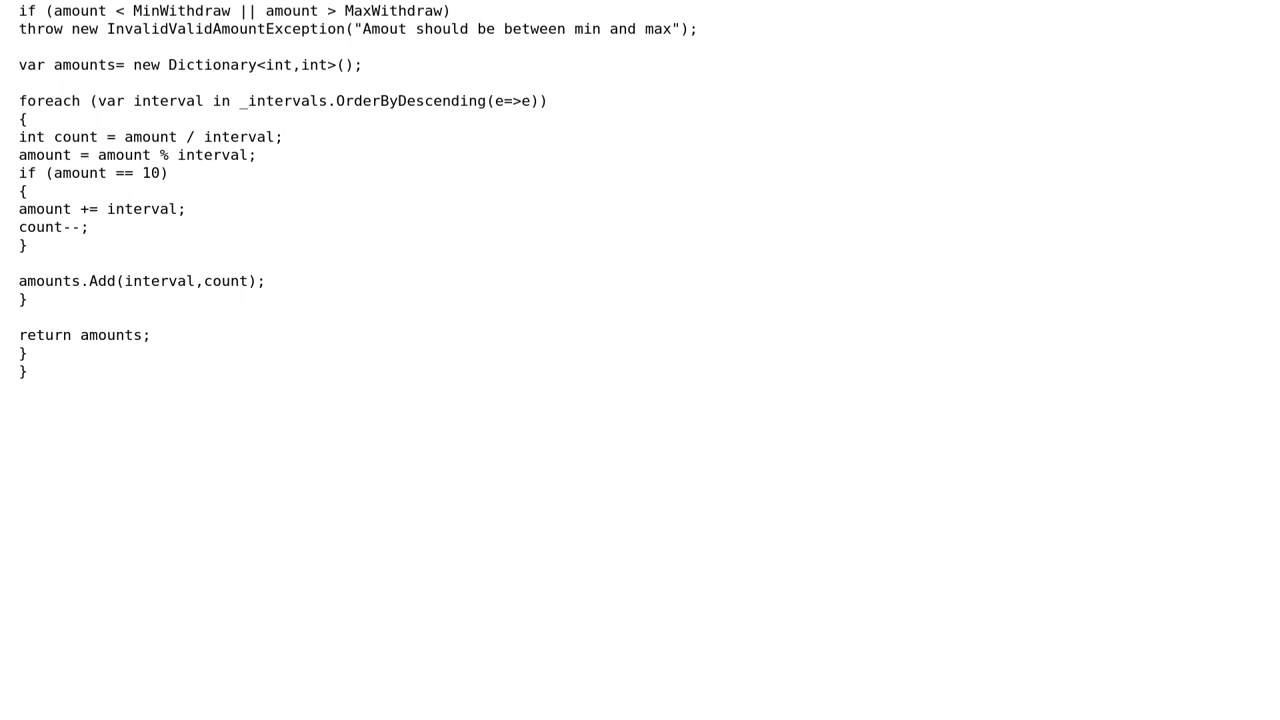 if (amount < MinWithdraw || amount > MaxWithdraw)
throw new InvalidValidAmountException("Amout should be between min and max");
var amounts= new Dictionary<int,int>();
foreach (var interval in _intervals.OrderByDescending(e=>e))
{
int count = amount / interval;
amount = amount % interval;
if (amount == 10)
{
amount += interval;
count--;
}
amounts.Add(interval,count);
}
return amounts;
}
}